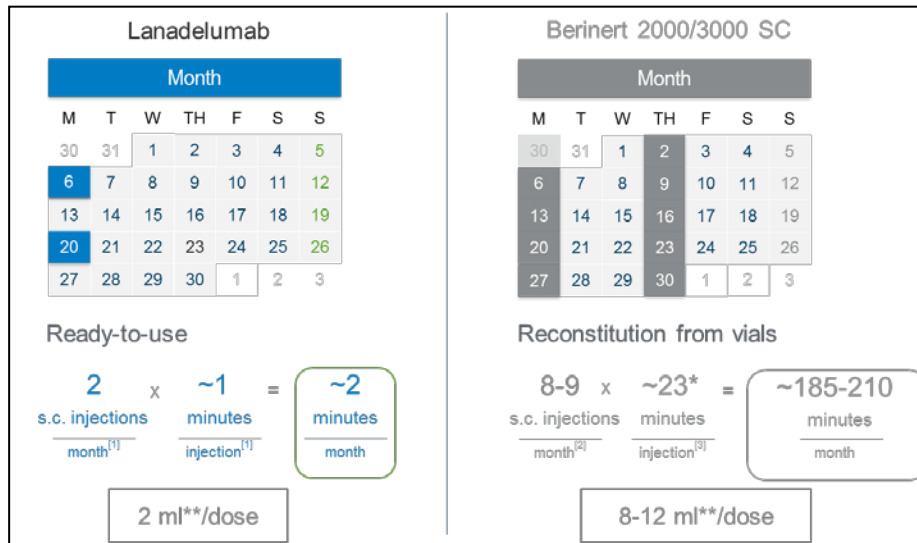 Lanadelumab
Month
M T W TH F S S
30 31 1 2 3 4 5
6 7 8 9 10 11 12
13 14 15 16 17 18 19
20 21 22 23 24 25 26
27 28 29 30 1 2 3
Ready-to-use
2 x ~1 = ~2
s.c. injections minutes minutes
month[1] injection[1] month
2 ml**/dose
Berinert 2000/3000 SC
Month
M T W TH F S S
30 31 1 2 3 4 5
6 7 8 9 10 11 12
13 14 15 16 17 18 19
20 21 22 23 24 25 26
27 28 29 30 1 2 3
Reconstitution from vials
8-9 x ~23* = ~185-210
s.c. injections minutes minutes
month[2] injection[3] month
8-12 ml**/dose